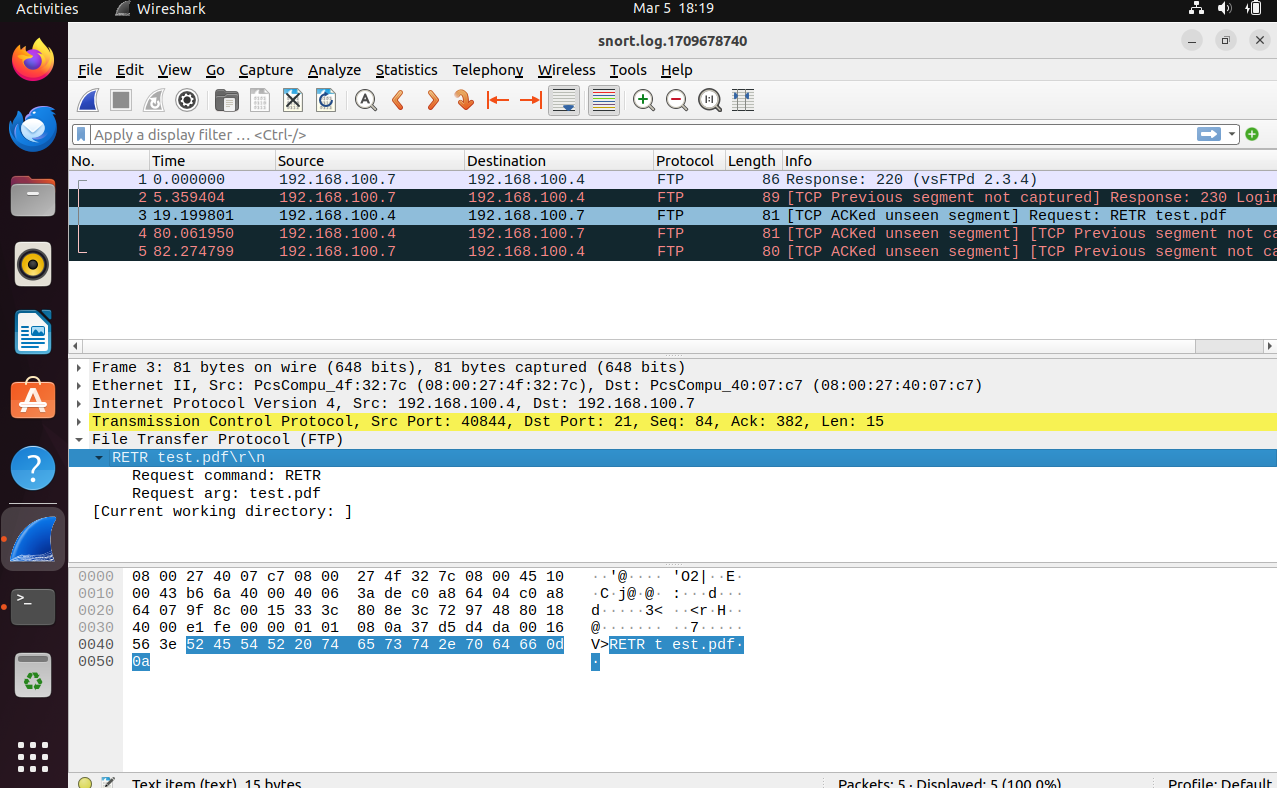 Activities Wireshark Mar 5 18:19
snort.log.1709678740
File Edit View Go Capture Analyze Statistics Telephony Wireless Tools Help
Apply a display filter … <Ctrl-/>
No. Time Source Destination Protocol Length Info
1 0.000000 192.168.100.7 192.168.100.4 FTP 86 Response: 220 (vsFTPd 2.3.4)
2 5.359404 192.168.100.7 192.168.100.4 FTP 89 [TCP Previous segment not captured] Response: 230 Login
3 19.199801 192.168.100.4 192.168.100.7 FTP 81 [TCP ACKed unseen segment] Request: RETR test.pdf
4 80.061950 192.168.100.4 192.168.100.7 FTP 81 [TCP ACKed unseen segment] [TCP Previous segment not ca
5 82.274799 192.168.100.7 192.168.100.4 FTP 80 [TCP ACKed unseen segment] [TCP Previous segment not ca
Frame 3: 81 bytes on wire (648 bits), 81 bytes captured (648 bits)
Ethernet II, Src: PcsCompu_4f:32:7c (08:00:27:4f:32:7c), Dst: PcsCompu_40:07:c7 (08:00:27:40:07:c7)
Internet Protocol Version 4, Src: 192.168.100.4, Dst: 192.168.100.7
Transmission Control Protocol, Src Port: 40844, Dst Port: 21, Seq: 84, Ack: 382, Len: 15
File Transfer Protocol (FTP)
RETR test.pdf\r\n
Request command: RETR
Request arg: test.pdf
[Current working directory: ]
0000 08 00 27 40 07 c7 08 00 27 4f 32 7c 08 00 45 10 ··'@···· 'O2|··E·
0010 00 43 b6 6a 40 00 40 06 3a de c0 a8 64 04 c0 a8 ·C·j@·@· :···d···
0020 64 07 9f 8c 00 15 33 3c 80 8e 3c 72 97 48 80 18 d·····3< ··<r·H··
0030 40 00 e1 fe 00 00 01 01 08 0a 37 d5 d4 da 00 16 @······· ··7·····
0040 56 3e 52 45 54 52 20 74 65 73 74 2e 70 64 66 0d V>RETR t est.pdf·
0050 0a ·
Text item (text), 15 bytes Packets: 5 · Displayed: 5 (100.0%) Profile: Default